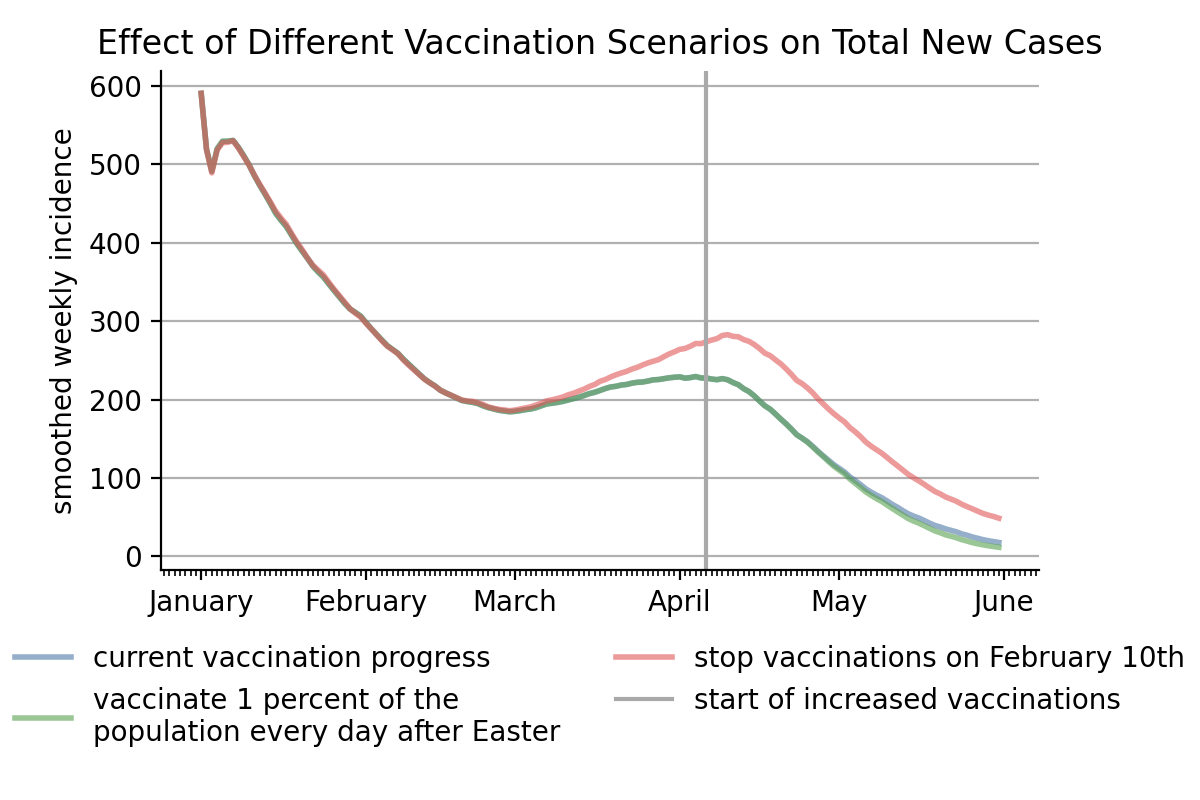 Effect of Different Vaccination Scenarios on Total New Cases
smoothed weekly incidence
600
500
400
300
200
100
0
January February March April May June
current vaccination progress
vaccinate 1 percent of the
population every day after Easter
stop vaccinations on February 10th
start of increased vaccinations